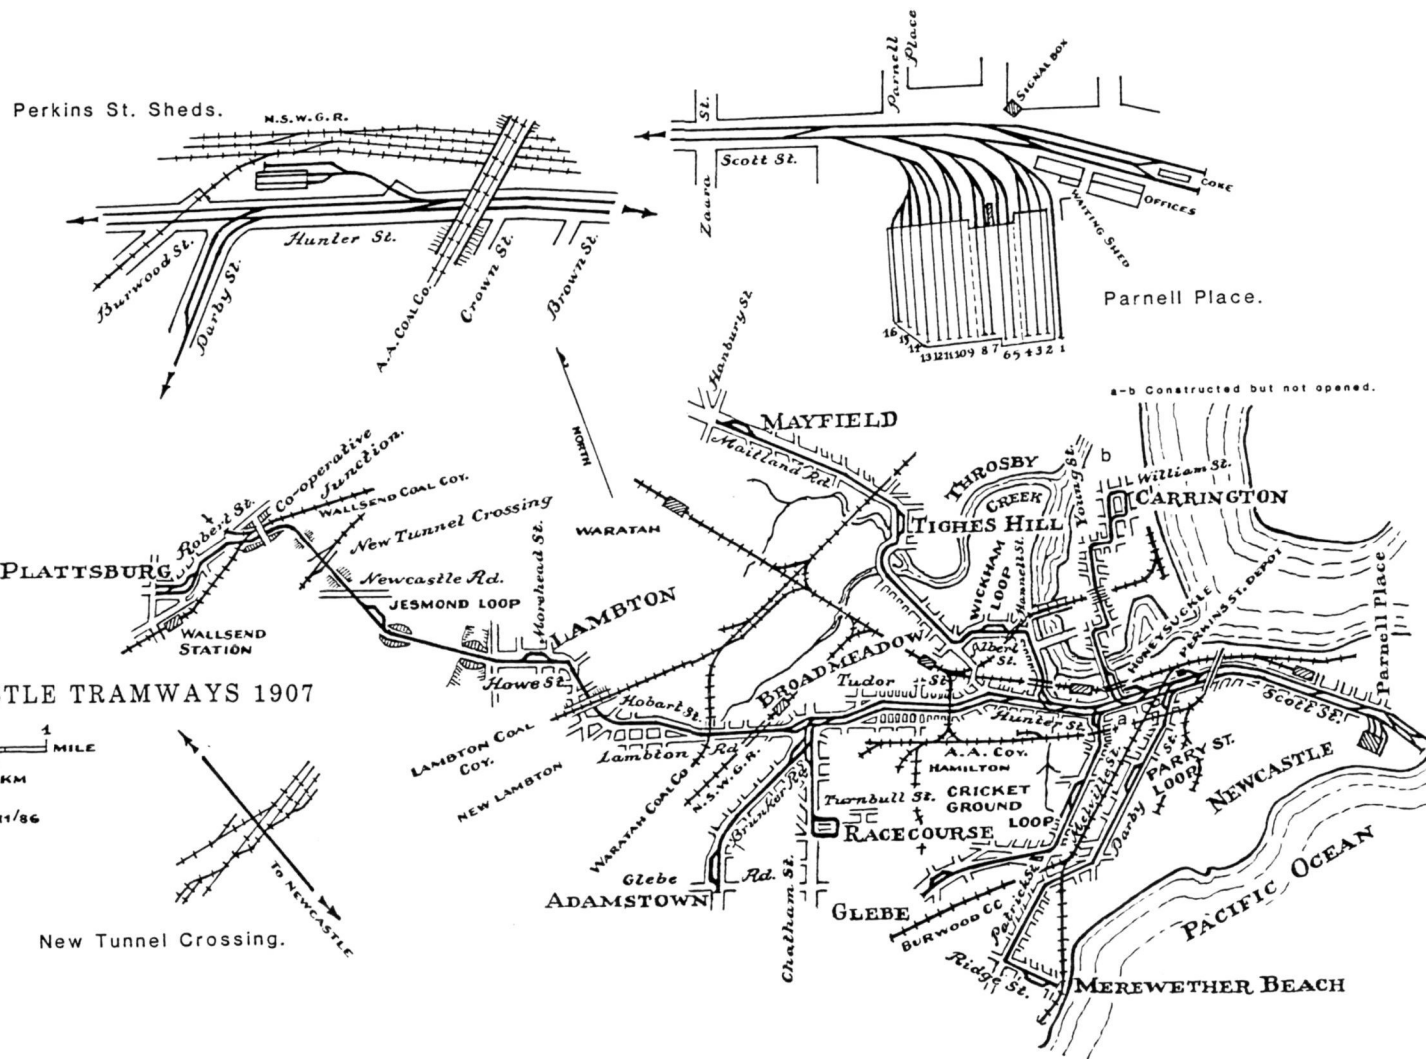 Perkins St. Sheds.
N.S.W.G.R.
Hunter St.
Burwood St.
Darby St.
A.A. COAL CO.
Crown St.
Brown St.
Parnell
Place
SIGNAL BOX
St.
Zaara
Scott St.
COKE
OFFICES
WAITING SHED
16
15
14
13 12 11 10 9 8 7 6 5 4 3 2 1
Parnell Place.
a-b Constructed but not opened.
NORTH
Hanbury St.
MAYFIELD
Maitland Rd.
THROSBY
CREEK
TIGHES HILL
WICKHAM
LOOP
Hannell St.
Young St.
b
William St.
CARRINGTON
Co-operative
Junction.
WALLSEND COAL COY.
Robert St.
New Tunnel Crossing
PLATTSBURG
WALLSEND
STATION
Newcastle Rd.
JESMOND LOOP
Morehead St.
LAMBTON
Howe St.
WARATAH
BROADMEADOW
Albert
St.
HONEYSUCKLE
PERKINS ST. DEPOT
Parnell Place
STLE TRAMWAYS 1907
1
MILE
KM
11/86
Hobart St.
Lambton Rd.
LAMBTON COAL
COY.
NEW LAMBTON
WARATAH COAL CO
N.S.W.G.R.
Tudor St.
Hunter St.
a
Scott St.
A.A. COY.
HAMILTON
CRICKET
GROUND
LOOP
Melville St.
Darby St.
PARRY ST.
LOOP
NEWCASTLE
Brunker Rd.
Turnbull St.
RACECOURSE
Glebe Rd.
ADAMSTOWN
Chatham St.
GLEBE
BURWOOD CC
Patrick St.
Ridge St.
MEREWETHER BEACH
PACIFIC OCEAN
TO NEWCASTLE
New Tunnel Crossing.